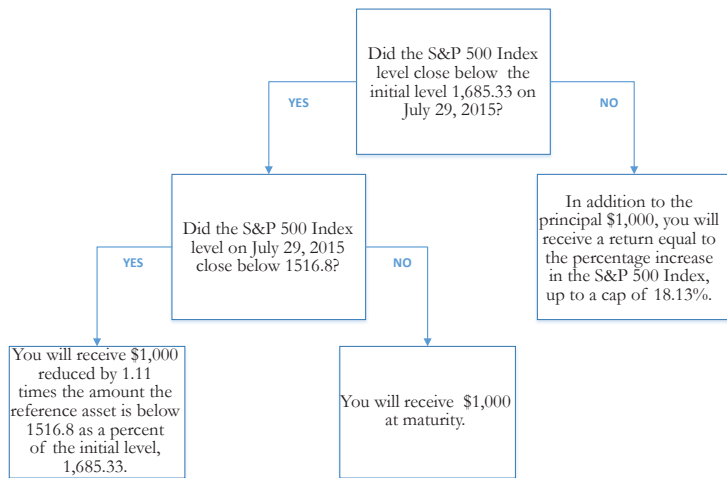 Did the S&P 500 Index
level close below the
initial level 1,685.33 on
July 29, 2015?
YES
NO
Did the S&P 500 Index
level on July 29, 2015
close below 1516.8?
In addition to the
principal $1,000, you will
receive a return equal to
the percentage increase
in the S&P 500 Index,
up to a cap of 18.13%.
YES
NO
You will receive $1,000
reduced by 1.11
times the amount the
reference asset is below
1516.8 as a percent
of the initial level,
1,685.33.
You will receive $1,000
at maturity.